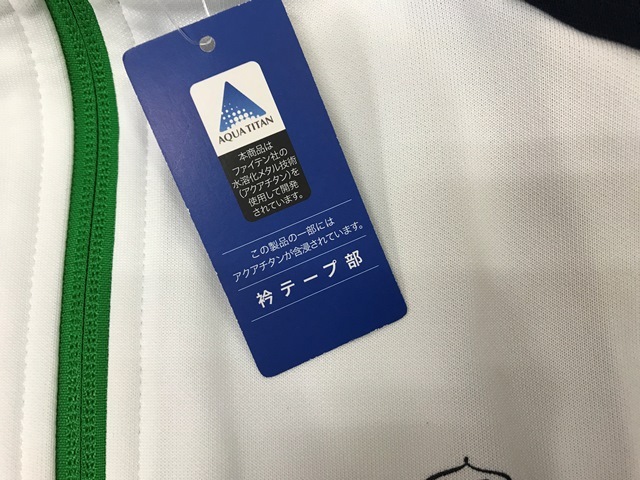 AQUA TITAN
本商品は
ファイテン社の
水溶化メタル技術
(アクアチタン)を
使用して開発
されています。
この製品の一部には
アクアチタンが含浸されています。
衿テープ部